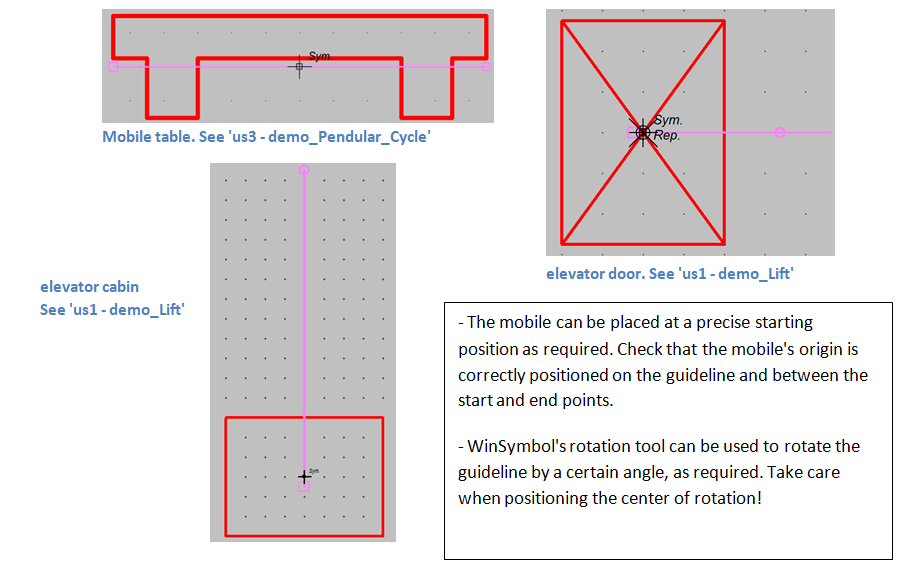 Sym.
Mobile table. See 'us3 - demo_Pendular_Cycle'
Sym.
Rep.
elevator door. See 'us1 - demo_Lift'
elevator cabin
See 'us1 - demo_Lift'
Sym
- The mobile can be placed at a precise starting
position as required. Check that the mobile's origin is
correctly positioned on the guideline and between the
start and end points.
- WinSymbol's rotation tool can be used to rotate the
guideline by a certain angle, as required. Take care
when positioning the center of rotation!